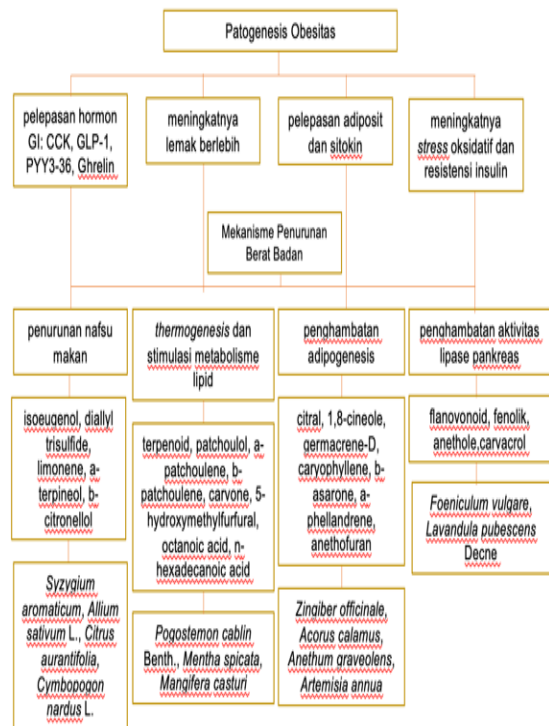 Patogenesis Obesitas
pelepasan hormon
GI: CCK, GLP-1,
PYY3-36, Ghrelin
meningkatnya
lemak berlebih
pelepasan adiposit
dan sitokin
meningkatnya
stress oksidatif dan
resistensi insulin
Mekanisme Penurunan
Berat Badan
penurunan nafsu
makan
thermogenesis dan
stimulasi metabolisme
lipid
penghambatan
adipogenesis
penghambatan aktivitas
lipase pankreas
isoeugenol, diallyl
trisulfide,
limonene, a-
terpineol, b-
citronellol
terpenoid, patchoulol, a-
patchoulene, b-
patchoulene, carvone, 5-
hydroxymethylfurfural,
octanoic acid, n-
hexadecanoic acid
citral, 1,8-cineole,
germacrene-D,
caryophyllene, b-
asarone, a-
phellandrene,
anethofuran
flanovonoid, fenolik,
anethole,carvacrol
Syzygium
aromaticum, Allium
sativum L., Citrus
aurantifolia,
Cymbopogon
nardus L.
Pogostemon cablin
Benth., Mentha spicata,
Mangifera casturi
Zingiber officinale,
Acorus calamus,
Anethum graveolens,
Artemisia annua
Foeniculum vulgare,
Lavandula pubescens
Decne